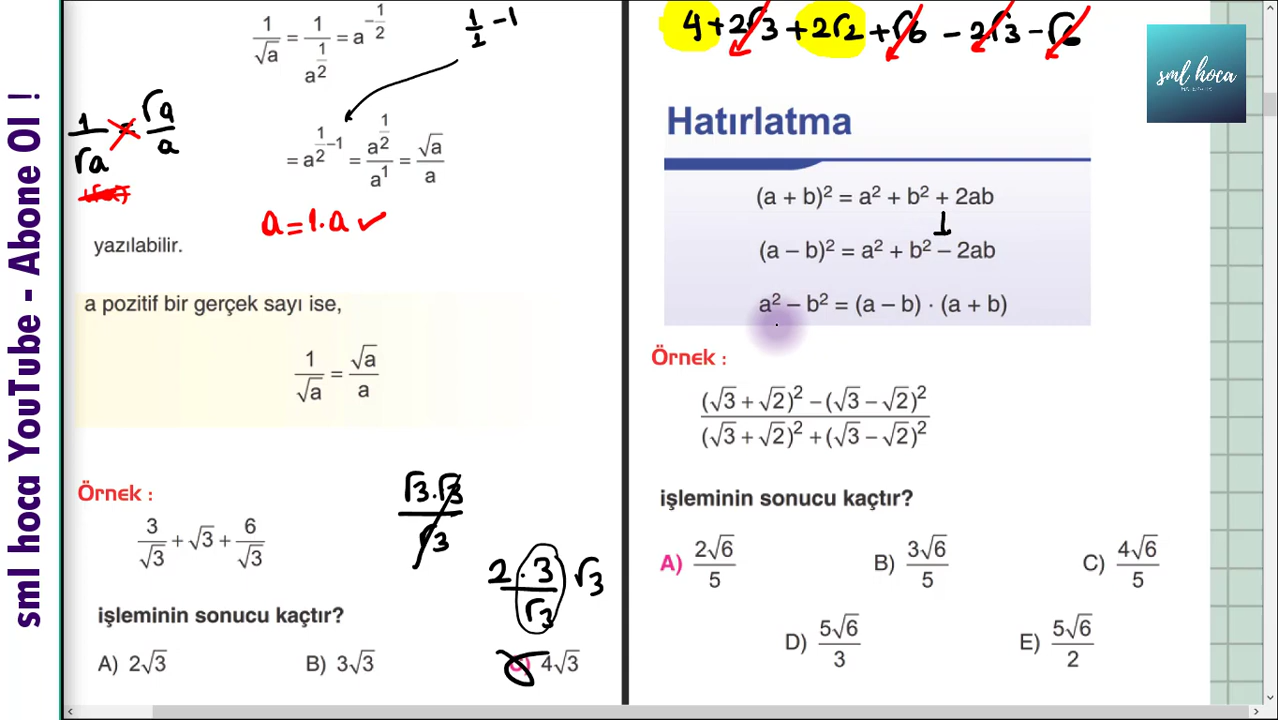 sml hoca YouTube - Abone Ol !
1/√a = 1/a^(1/2) = a^(-1/2)
1/2 - 1
1/√a = √a/a
= a^(1/2 - 1) = a^(1/2)/a^1 = √a/a
a = 1.a ✓
yazılabilir.
a pozitif bir gerçek sayı ise,
1/√a = √a/a
Örnek :
3/√3 + √3 + 6/√3
√3.√3/√3
2.3/√3 √3
işleminin sonucu kaçtır?
A) 2√3 B) 3√3 C) 4√3
4 + 2√3 + 2√2 + √6 - 2√3 - √6
sml hoca
Hatırlatma
(a + b)² = a² + b² + 2ab
(a – b)² = a² + b² – 2ab
a² – b² = (a – b) · (a + b)
Örnek :
(√3 + √2)² – (√3 – √2)²
(√3 + √2)² + (√3 – √2)²
işleminin sonucu kaçtır?
A) 2√6/5 B) 3√6/5 C) 4√6/5
D) 5√6/3 E) 5√6/2